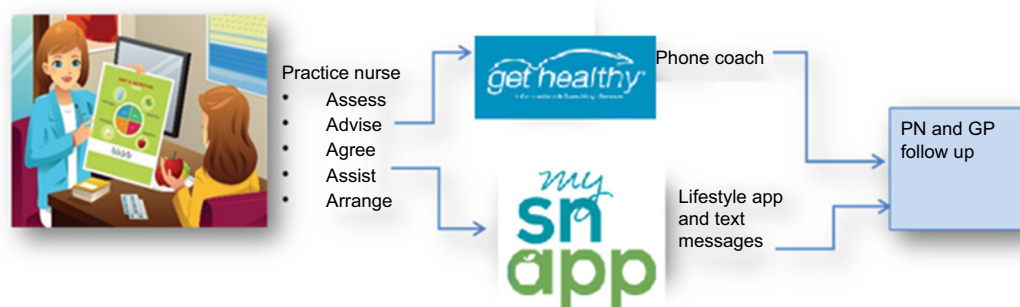 Practice nurse
• Assess
• Advise
• Agree
• Assist
• Arrange
get healthy
Phone coach
my
sn
app
Lifestyle app
and text
messages
PN and GP
follow up